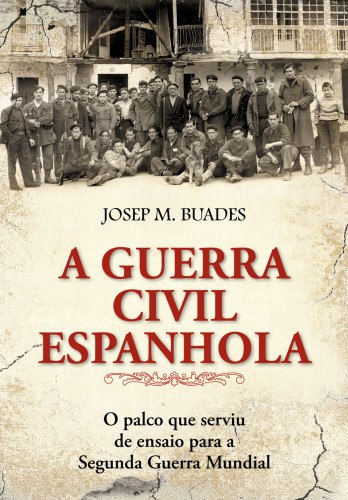 JOSEP M. BUADES
A GUERRA
CIVIL
ESPANHOLA
O palco que serviu
de ensaio para a
Segunda Guerra Mundial